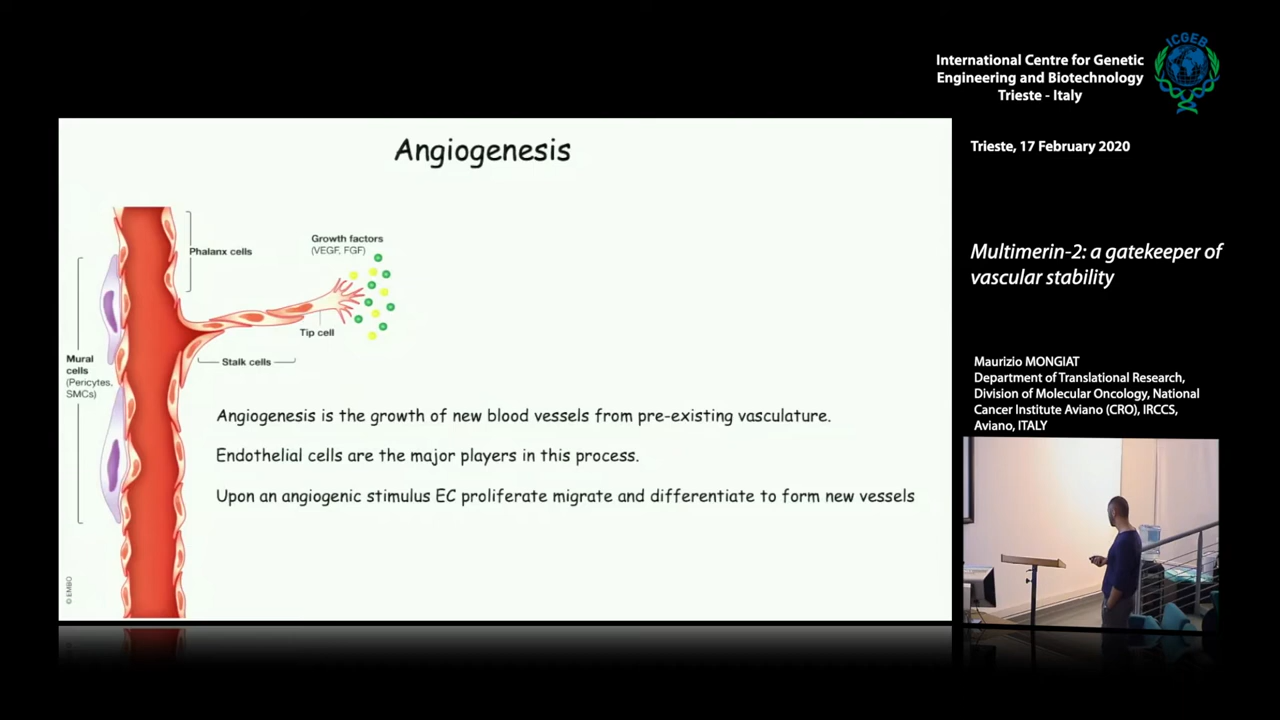 International Centre for Genetic
Engineering and Biotechnology
Trieste - Italy
ICGEB
Trieste, 17 February 2020
Angiogenesis
Phalanx cells
Growth factors
(VEGF, FGF)
Tip cell
Stalk cells
Mural
cells
(Pericytes,
SMCs)
© EMBO
Angiogenesis is the growth of new blood vessels from pre-existing vasculature.
Endothelial cells are the major players in this process.
Upon an angiogenic stimulus EC proliferate migrate and differentiate to form new vessels
Multimerin-2: a gatekeeper of
vascular stability
Maurizio MONGIAT
Department of Translational Research,
Division of Molecular Oncology, National
Cancer Institute Aviano (CRO), IRCCS,
Aviano, ITALY